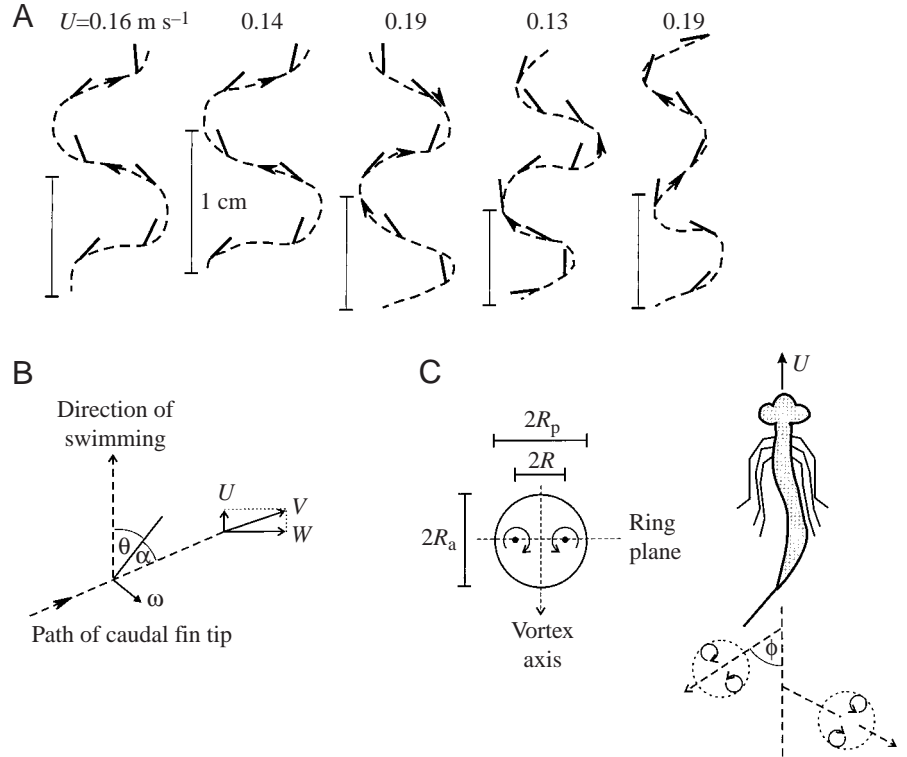 A
U=0.16 m s–1 0.14 0.19 0.13 0.19
1 cm
B
Direction of
swimming
U
V
W
θ
α
ω
Path of caudal fin tip
C
U
2Rp
2R
2Ra
Ring
plane
Vortex
axis
ϕ